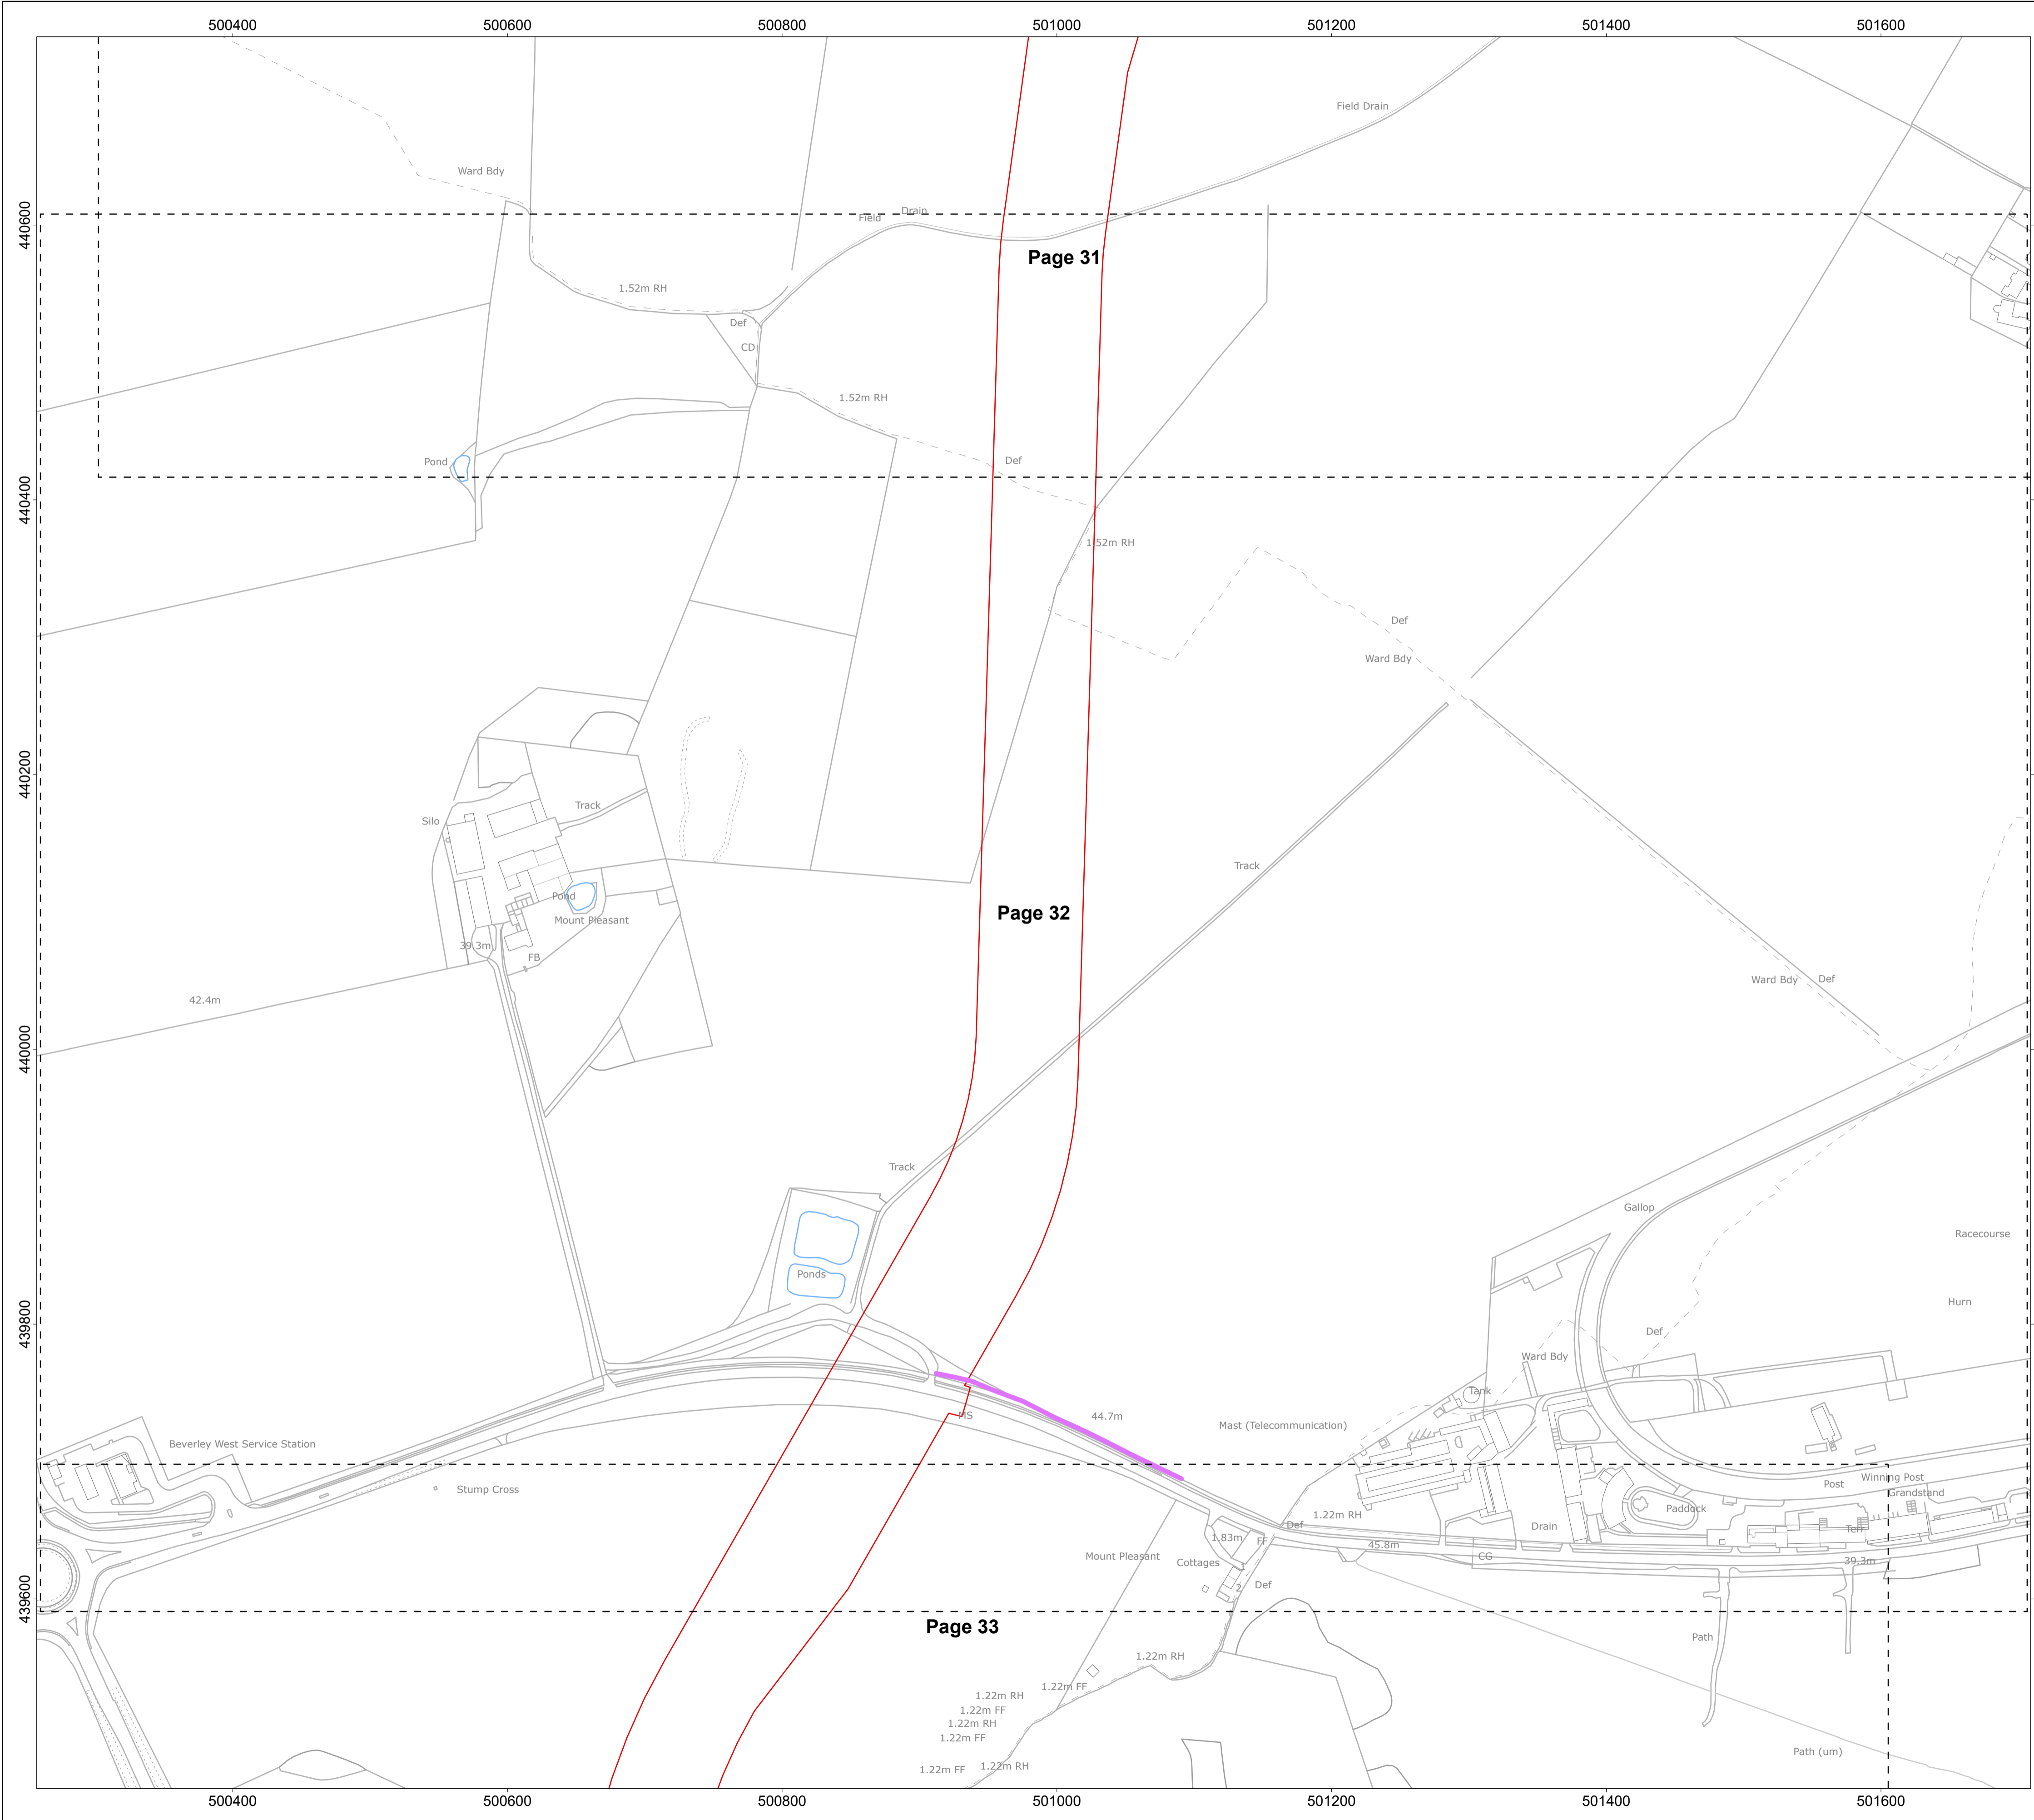 500400 500600 500800 501000 501200 501400 501600
Field Drain
Ward Bdy
440600
Field
Drain
Page 31
1.52m RH
Def
CD
1.52m RH
Pond
Def
440400
1.52m RH
Def
Ward Bdy
440200
Track
Silo
Track
Pond
Page 32
Mount Pleasant
39.3m
FB
Ward Bdy
Def
42.4m
440000
Track
Gallop
Racecourse
Ponds
Hurn
439800
Def
Ward Bdy
Tank
MS
44.7m
Mast (Telecommunication)
Beverley West Service Station
Winning Post
Post
Stump Cross
Grandstand
Paddock
1.22m RH
Def
Drain
Terr
1.83m
FF
45.8m
Mount Pleasant
CG
Cottages
1
39.3m
2
Def
439600
Page 33
Path
1.22m RH
1.22m FF
1.22m RH
1.22m FF
1.22m RH
1.22m FF
Path (um)
1.22m FF
1.22m RH
500400 500600 500800 501000 501200 501400 501600